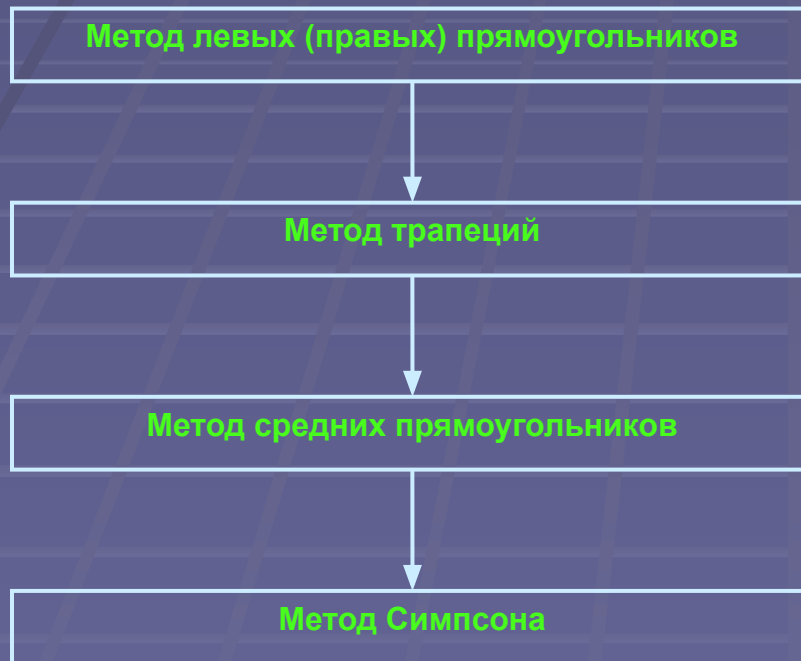 Метод левых (правых) прямоугольников
Метод трапеций
Метод средних прямоугольников
Метод Симпсона